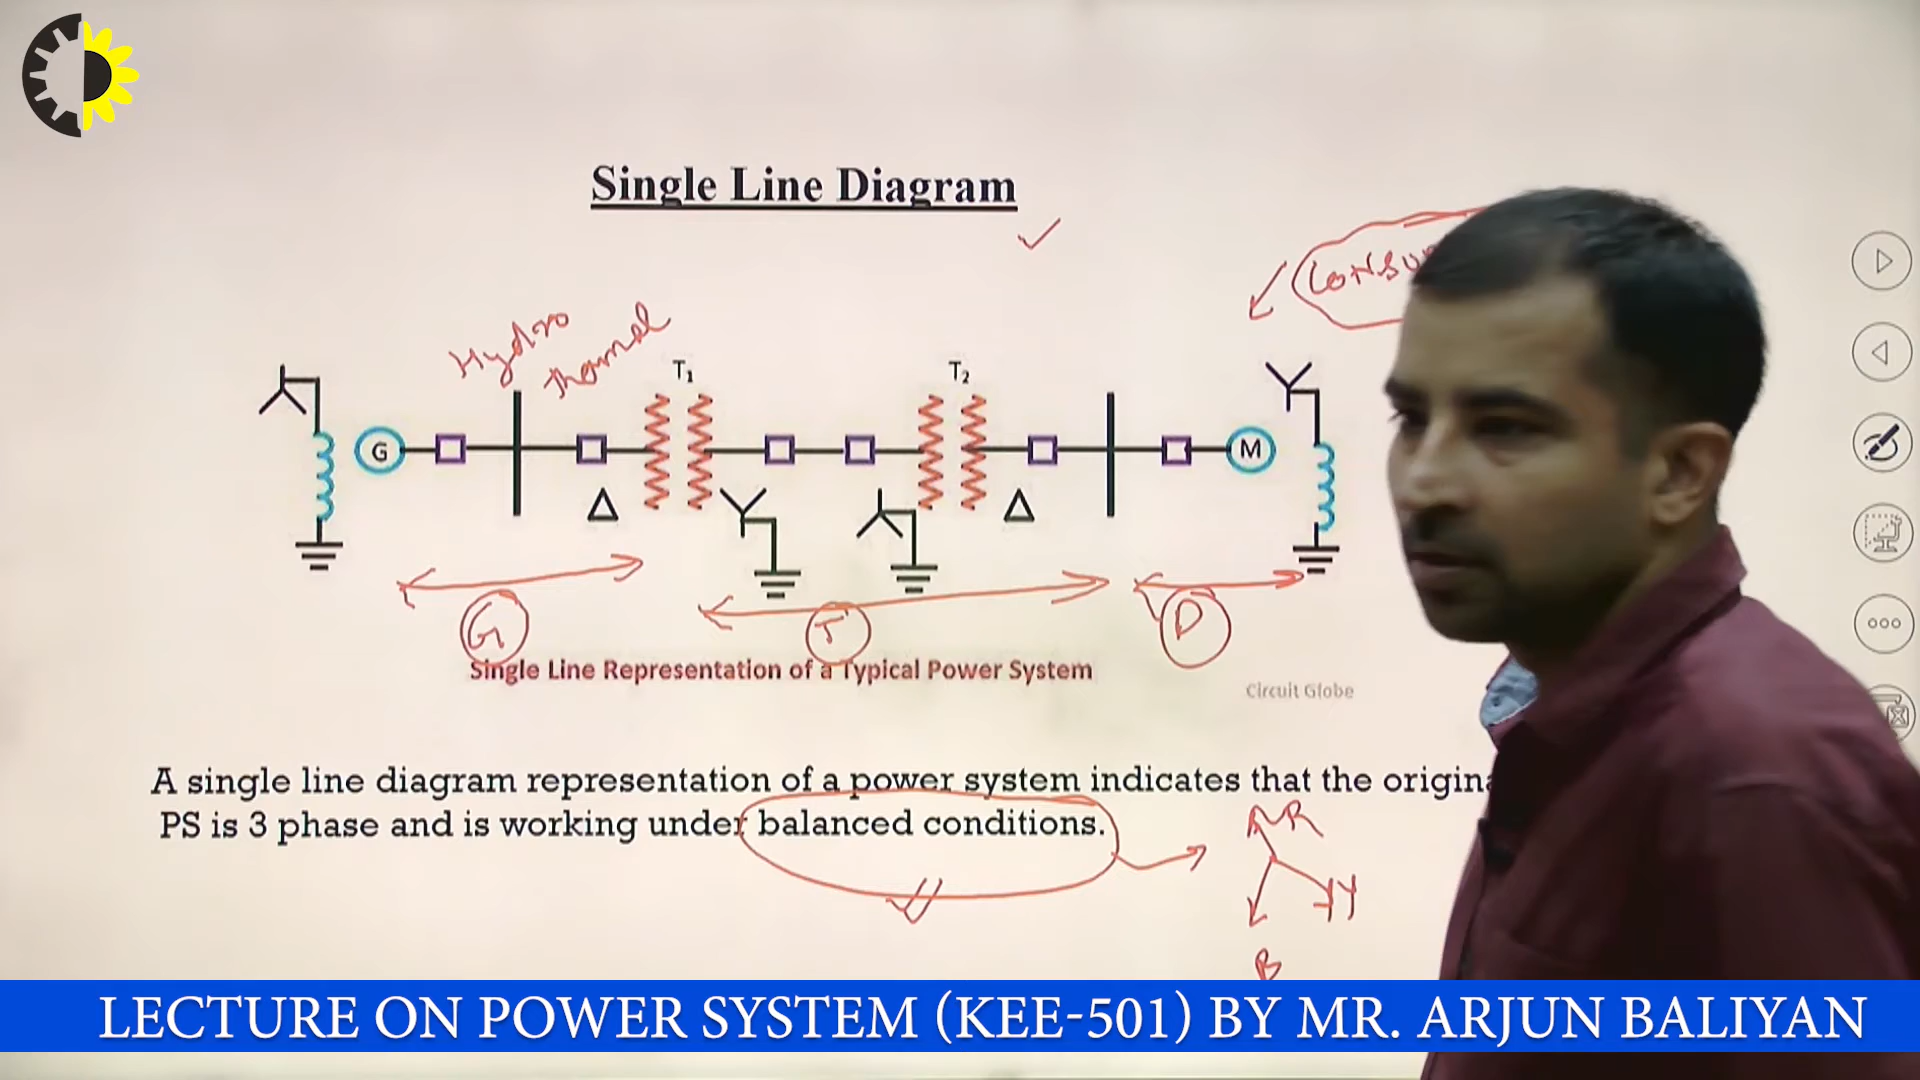 Single Line Diagram
Hydro
Thermal
T₁
T₂
G
M
G
T
D
Single Line Representation of a Typical Power System
Circuit Globe
A single line diagram representation of a power system indicates that the
PS is 3 phase and is working under balanced conditions.
R
Y
B
LECTURE ON POWER SYSTEM (KEE-501) BY MR. ARJUN BALIYAN